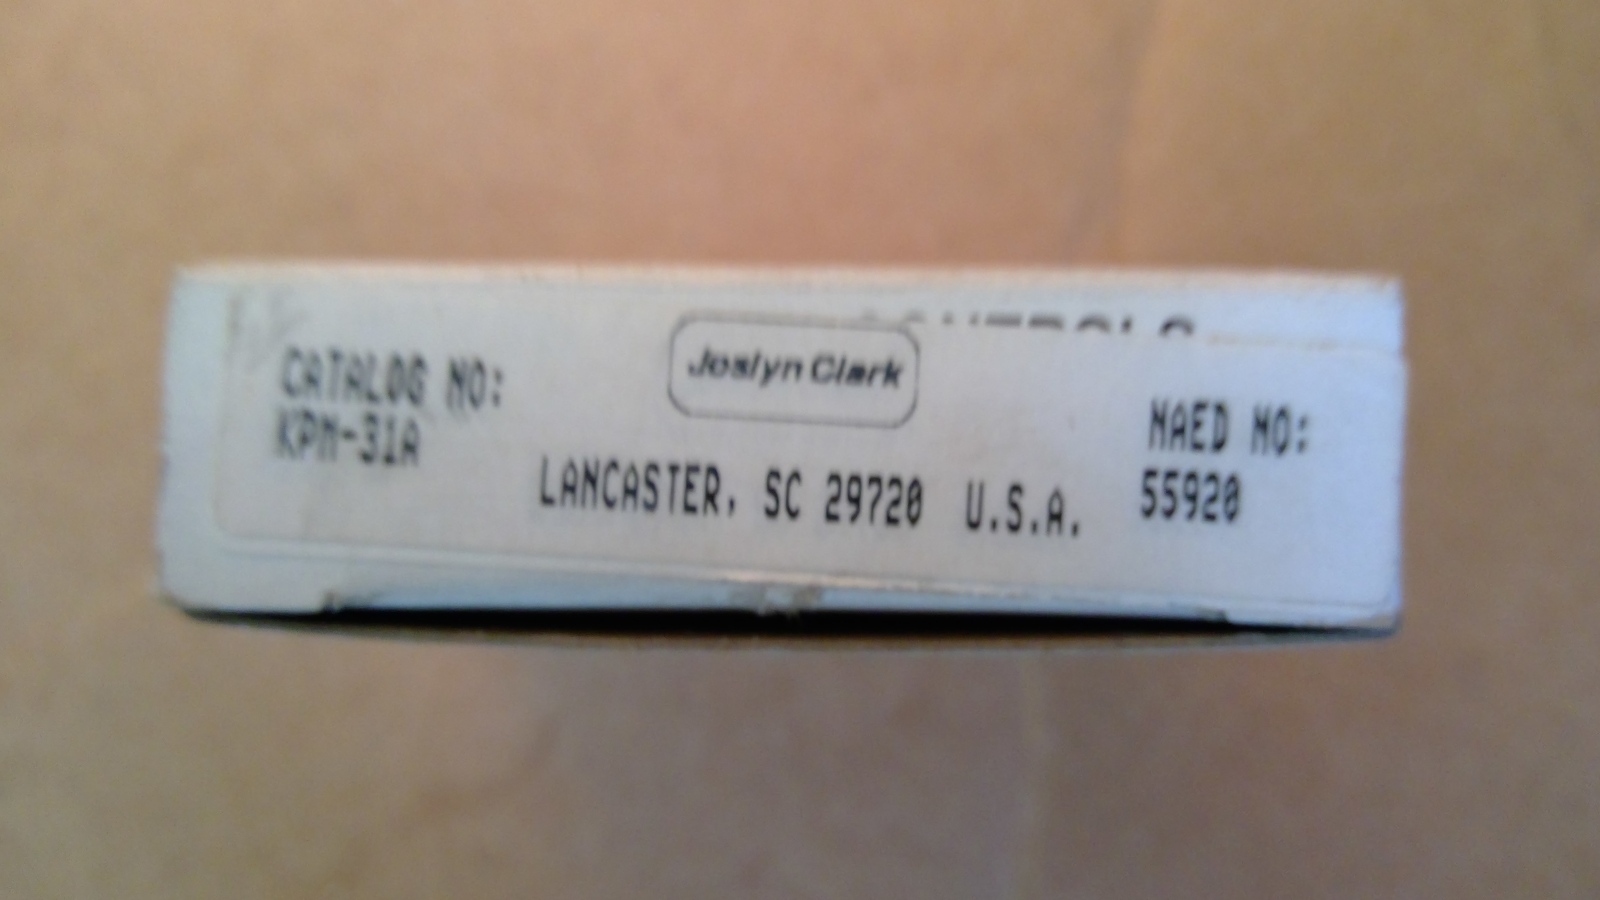 Joslyn Clark
CATALOG NO:
KPM-31A
LANCASTER, SC 29720 U.S.A.
NAED NO:
55920